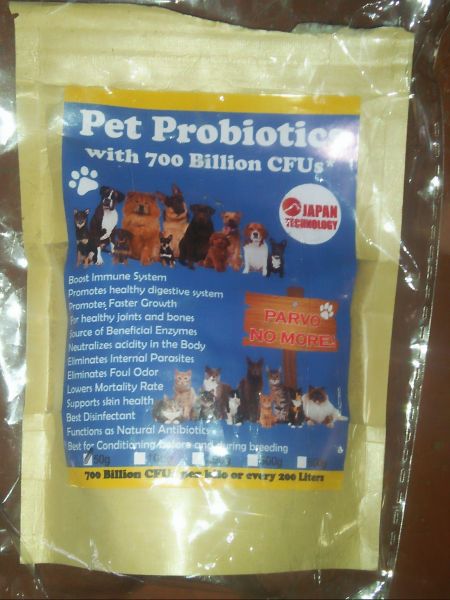 Pet Probiotics
with 700 Billion CFUs*
JAPAN
TECHNOLOGY
Boost Immune System
Promotes healthy digestive system
Promotes Faster Growth
For healthy joints and bones
Source of Beneficial Enzymes
Neutralizes acidity in the Body
Eliminates Internal Parasites
Eliminates Foul Odor
Lowers Mortality Rate
Supports skin health
Best Disinfectant
Functions as Natural Antibiotics
Best for Conditioning before and during breeding
PARVO
NO MORE!
700 Billion CFUs per kilo or every 200 Liters